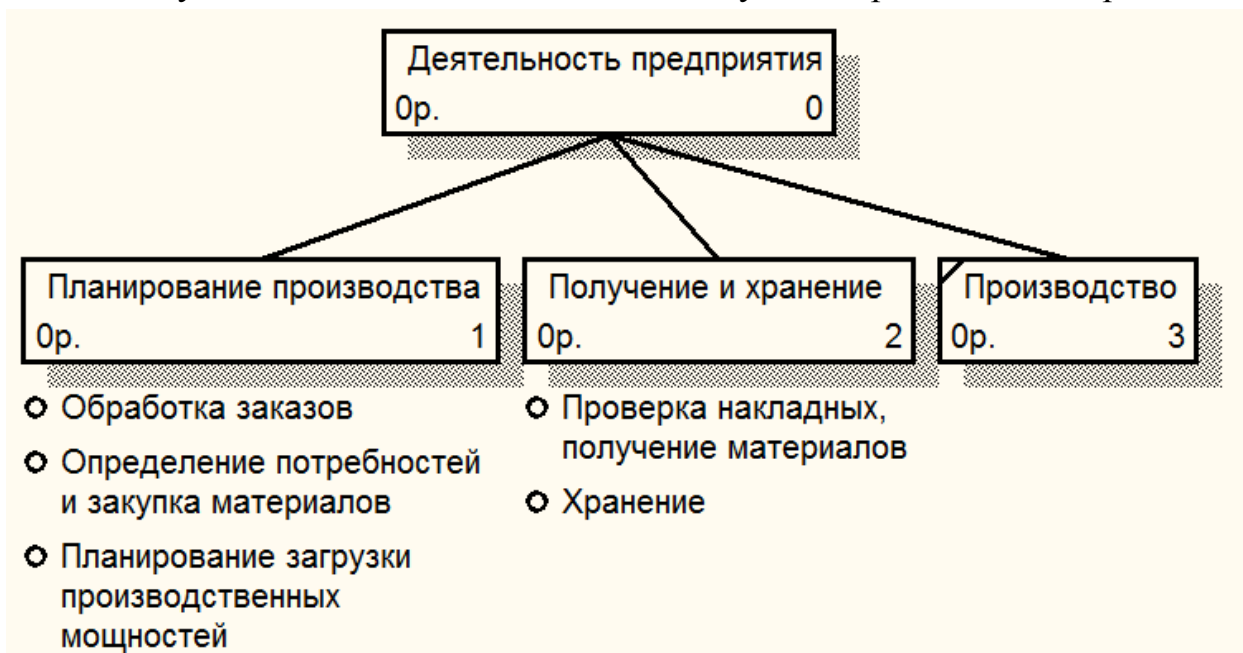 Деятельность предприятия
0р. 0
Планирование производства
0р. 1
Получение и хранение
0р. 2
Производство
0р. 3
Обработка заказов
Определение потребностей
и закупка материалов
Планирование загрузки
производственных
мощностей
Проверка накладных,
получение материалов
Хранение